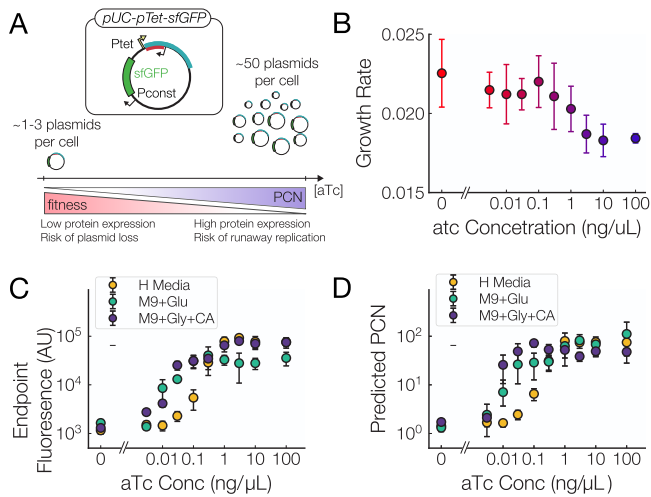 A
pUC-pTet-sfGFP
Ptet
sfGFP
Pconst
~50 plasmids
per cell
~1-3 plasmids
per cell
[aTc]
PCN
fitness
Low protein expression
Risk of plasmid loss
High protein expression
Risk of runaway replication
B
Growth Rate
0.025
0.020
0.015
0
0.01
0.1
1
10
100
atc Concetration (ng/uL)
C
H Media
M9+Glu
M9+Gly+CA
Endpoint
Fluoresence (AU)
10^5
10^4
10^3
0
0.01
0.1
1
10
100
aTc Conc (ng/μL)
D
H Media
M9+Glu
M9+Gly+CA
Predicted PCN
10^2
10^1
10^0
0
0.01
0.1
1
10
100
aTc Conc (ng/μL)